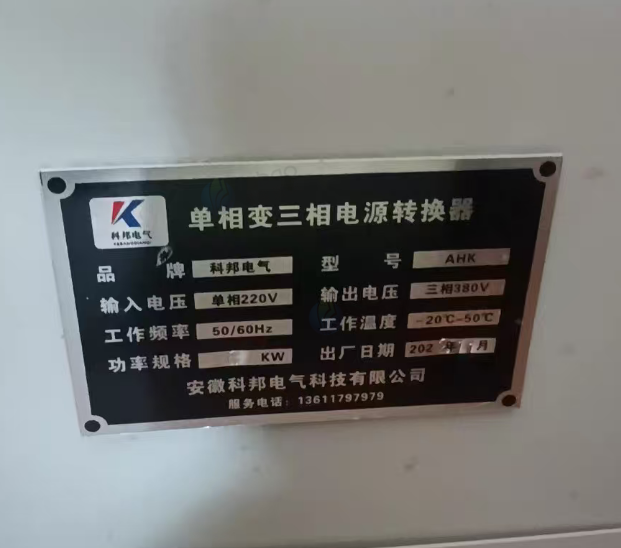 科邦电气
单相变三相电源转换器
品 牌 科邦电气 型 号 AHK
输入电压 单相220V 输出电压 三相380V
工作频率 50/60Hz 工作温度 -20℃-50℃
功率规格 KW 出厂日期 202 年 月
安徽科邦电气科技有限公司
服务电话：13611797979